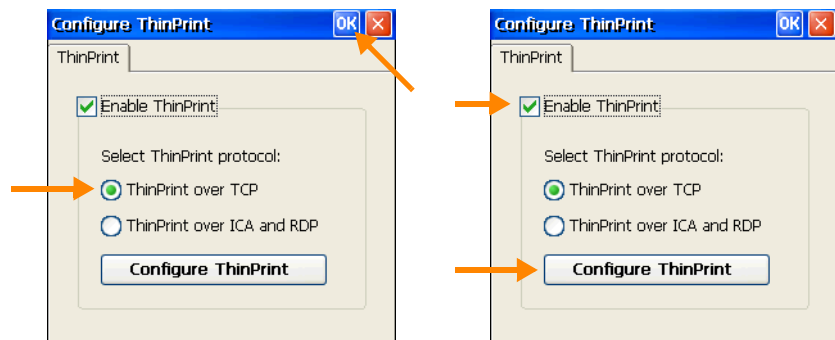 Configure ThinPrint OK
ThinPrint
Enable ThinPrint
Select ThinPrint protocol:
ThinPrint over TCP
ThinPrint over ICA and RDP
Configure ThinPrint
Configure ThinPrint OK
ThinPrint
Enable ThinPrint
Select ThinPrint protocol:
ThinPrint over TCP
ThinPrint over ICA and RDP
Configure ThinPrint